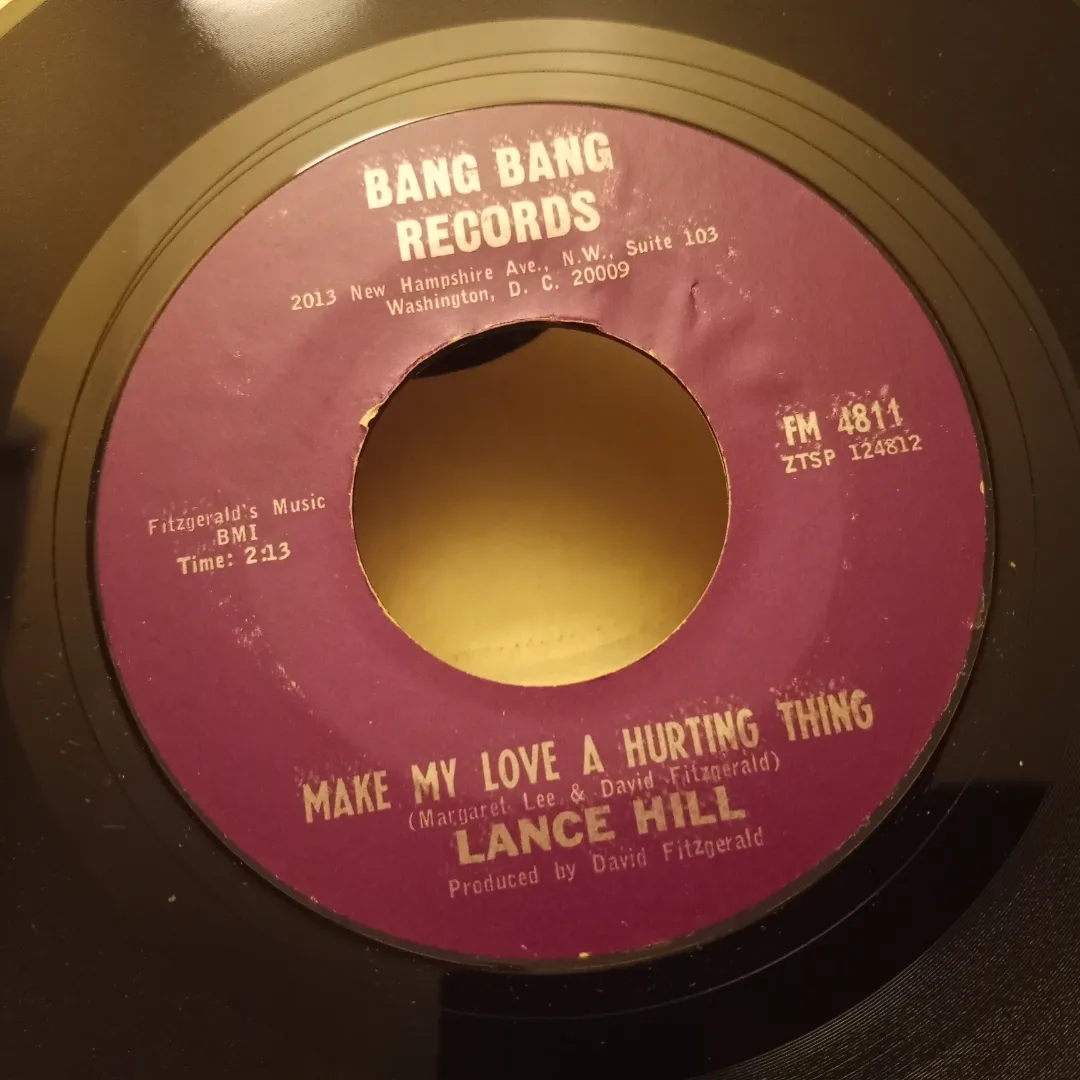 BANG BANG
RECORDS
2013 New Hampshire Ave., N.W., Suite 103
Washington, D. C. 20009
FM 4811
ZTSP 124812
Fitzgerald's Music
BMI
Time: 2:13
MAKE MY LOVE A HURTING THING
(Margaret Lee & David Fitzgerald)
LANCE HILL
Produced by David Fitzgerald